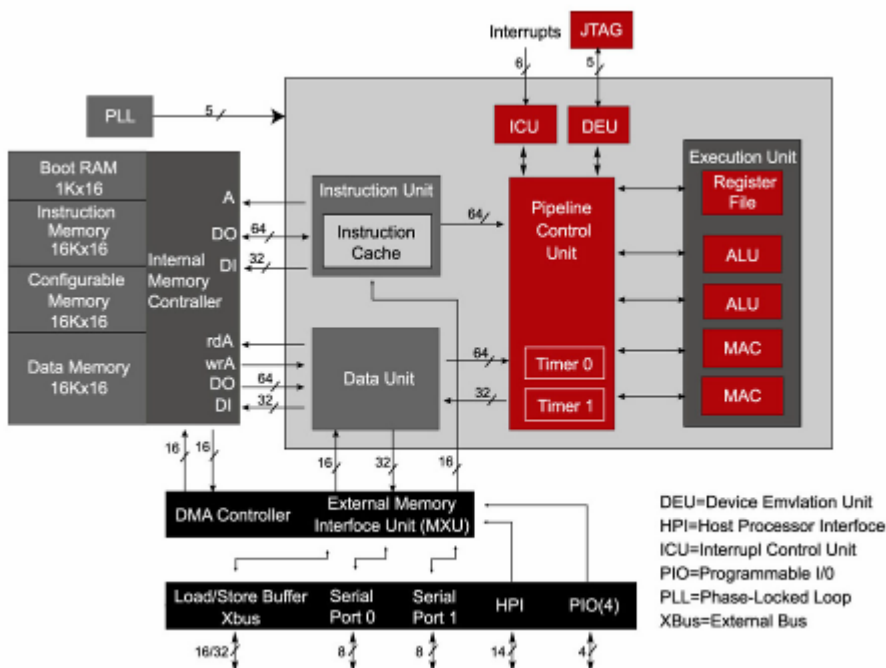 Interrupts
JTAG
6
5
PLL
5
ICU
DEU
Boot RAM
1Kx16
Instruction
Memory
16Kx16
Configurable
Memory
16Kx16
Data Memory
16Kx16
Internal
Memory
Controller
A
DO
DI
rdA
wrA
DO
DI
64
32
64
32
Instruction Unit
Instruction
Cache
64
Data Unit
64
32
Pipeline
Control
Unit
Timer 0
Timer 1
Execution Unit
Register
File
ALU
ALU
MAC
MAC
16
16
16
32
16
DMA Controller
External Memory
Interfoce Unit (MXU)
Load/Store Buffer
Xbus
Serial
Port 0
Serial
Port 1
HPI
PIO(4)
16/32
8
8
14
4
DEU=Device Emvlation Unit
HPI=Host Processor Interfoce
ICU=Interrupl Control Unit
PIO=Programmable I/0
PLL=Phase-Locked Loop
XBus=External Bus